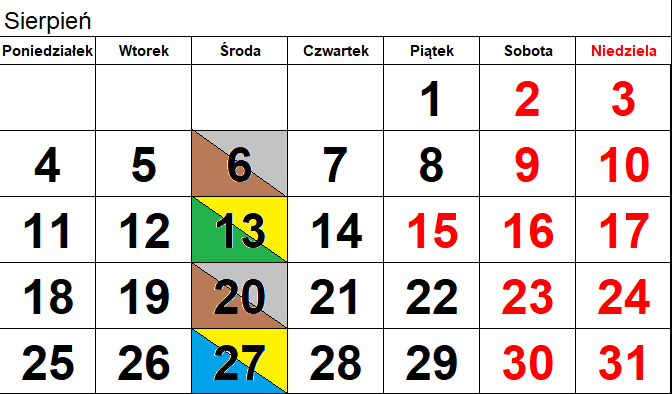 Sierpień
Poniedziałek Wtorek Środa Czwartek Piątek Sobota Niedziela
1 2 3
4 5 6 7 8 9 10
11 12 13 14 15 16 17
18 19 20 21 22 23 24
25 26 27 28 29 30 31